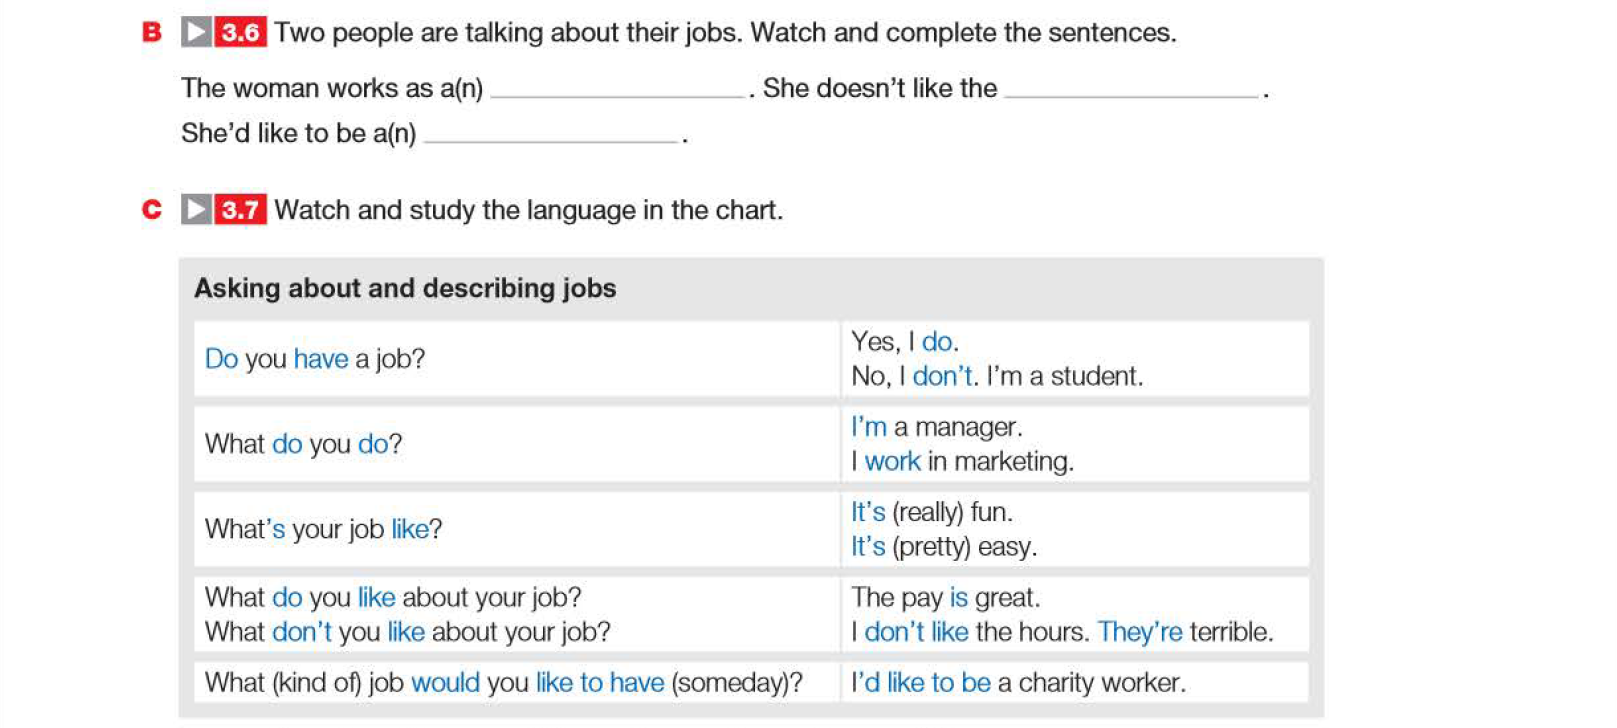 B 3.6 Two people are talking about their jobs. Watch and complete the sentences.
The woman works as a(n) ____________. She doesn't like the ____________.
She'd like to be a(n) ____________.
C 3.7 Watch and study the language in the chart.
Asking about and describing jobs
Do you have a job?
Yes, I do.
No, I don't. I'm a student.
What do you do?
I'm a manager.
I work in marketing.
What's your job like?
It's (really) fun.
It's (pretty) easy.
What do you like about your job?
What don't you like about your job?
The pay is great.
I don't like the hours. They're terrible.
What (kind of) job would you like to have (someday)?
I'd like to be a charity worker.